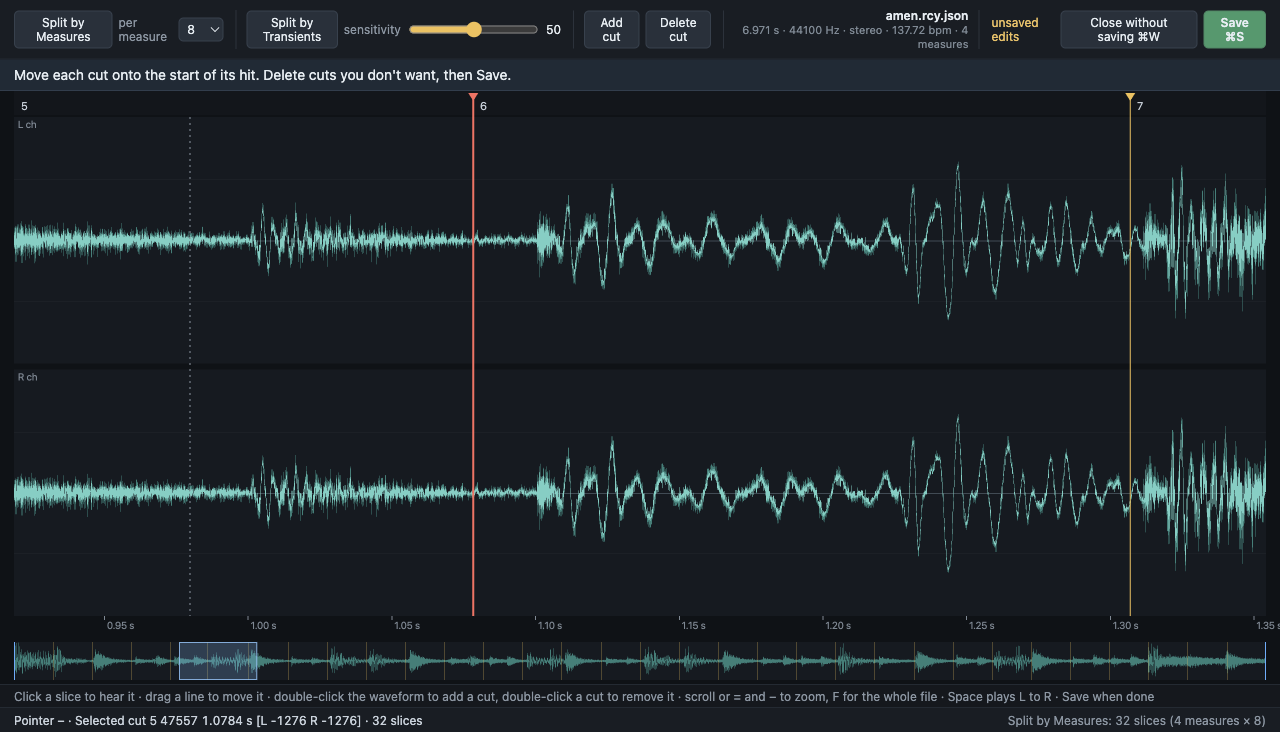 Split by Measures
per measure
8
Split by Transients
sensitivity
50
Add cut
Delete cut
amen.rcy.json
6.971 s · 44100 Hz · stereo · 137.72 bpm · 4 measures
unsaved edits
Close without saving ⌘W
Save ⌘S
Move each cut onto the start of its hit. Delete cuts you don't want, then Save.
5
6
7
L ch
R ch
0.95 s
1.00 s
1.05 s
1.10 s
1.15 s
1.20 s
1.25 s
1.30 s
1.35 s
Click a slice to hear it · drag a line to move it · double-click the waveform to add a cut, double-click a cut to remove it · scroll or = and − to zoom, F for the whole file · Space plays L to R · Save when done
Pointer – · Selected cut 5 47557 1.0784 s [L -1276 R -1276] · 32 slices
Split by Measures: 32 slices (4 measures × 8)